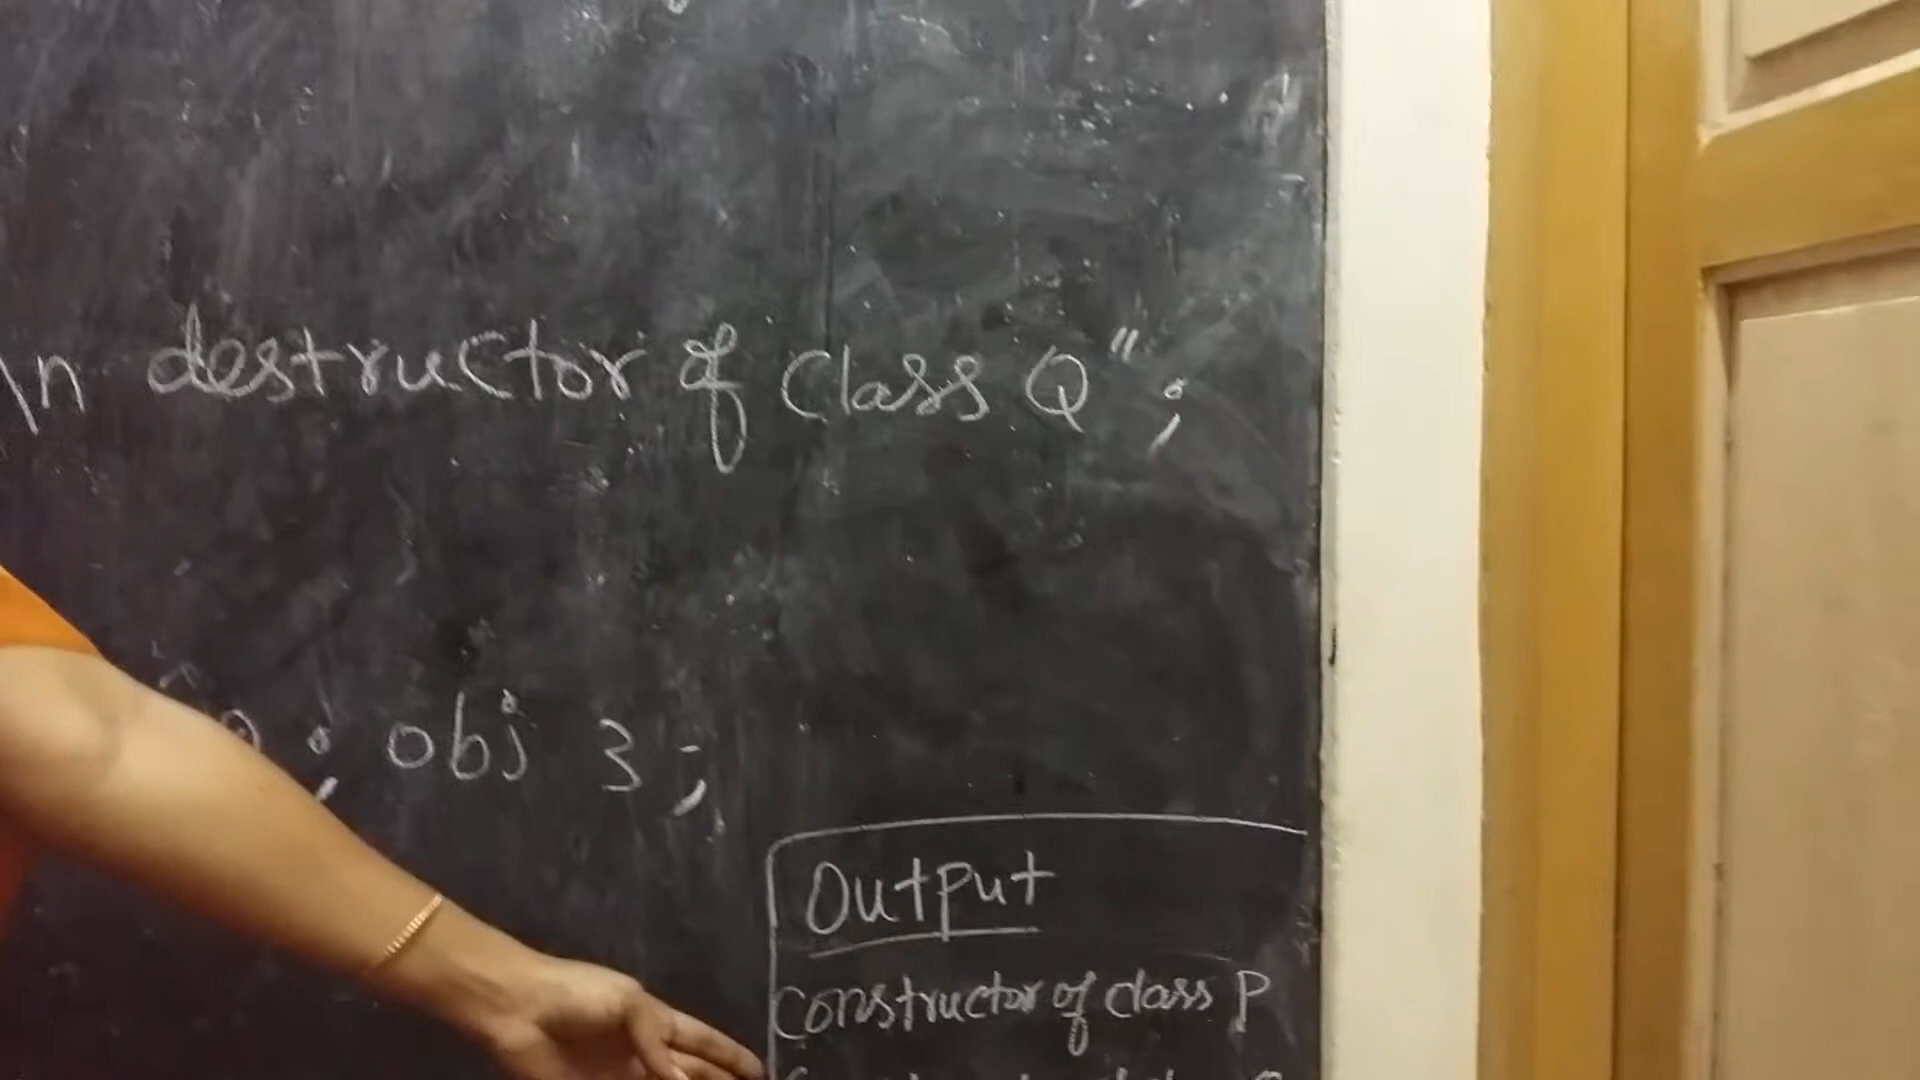 \n destructor of class Q";
; obj 3;
Output
constructor of class P